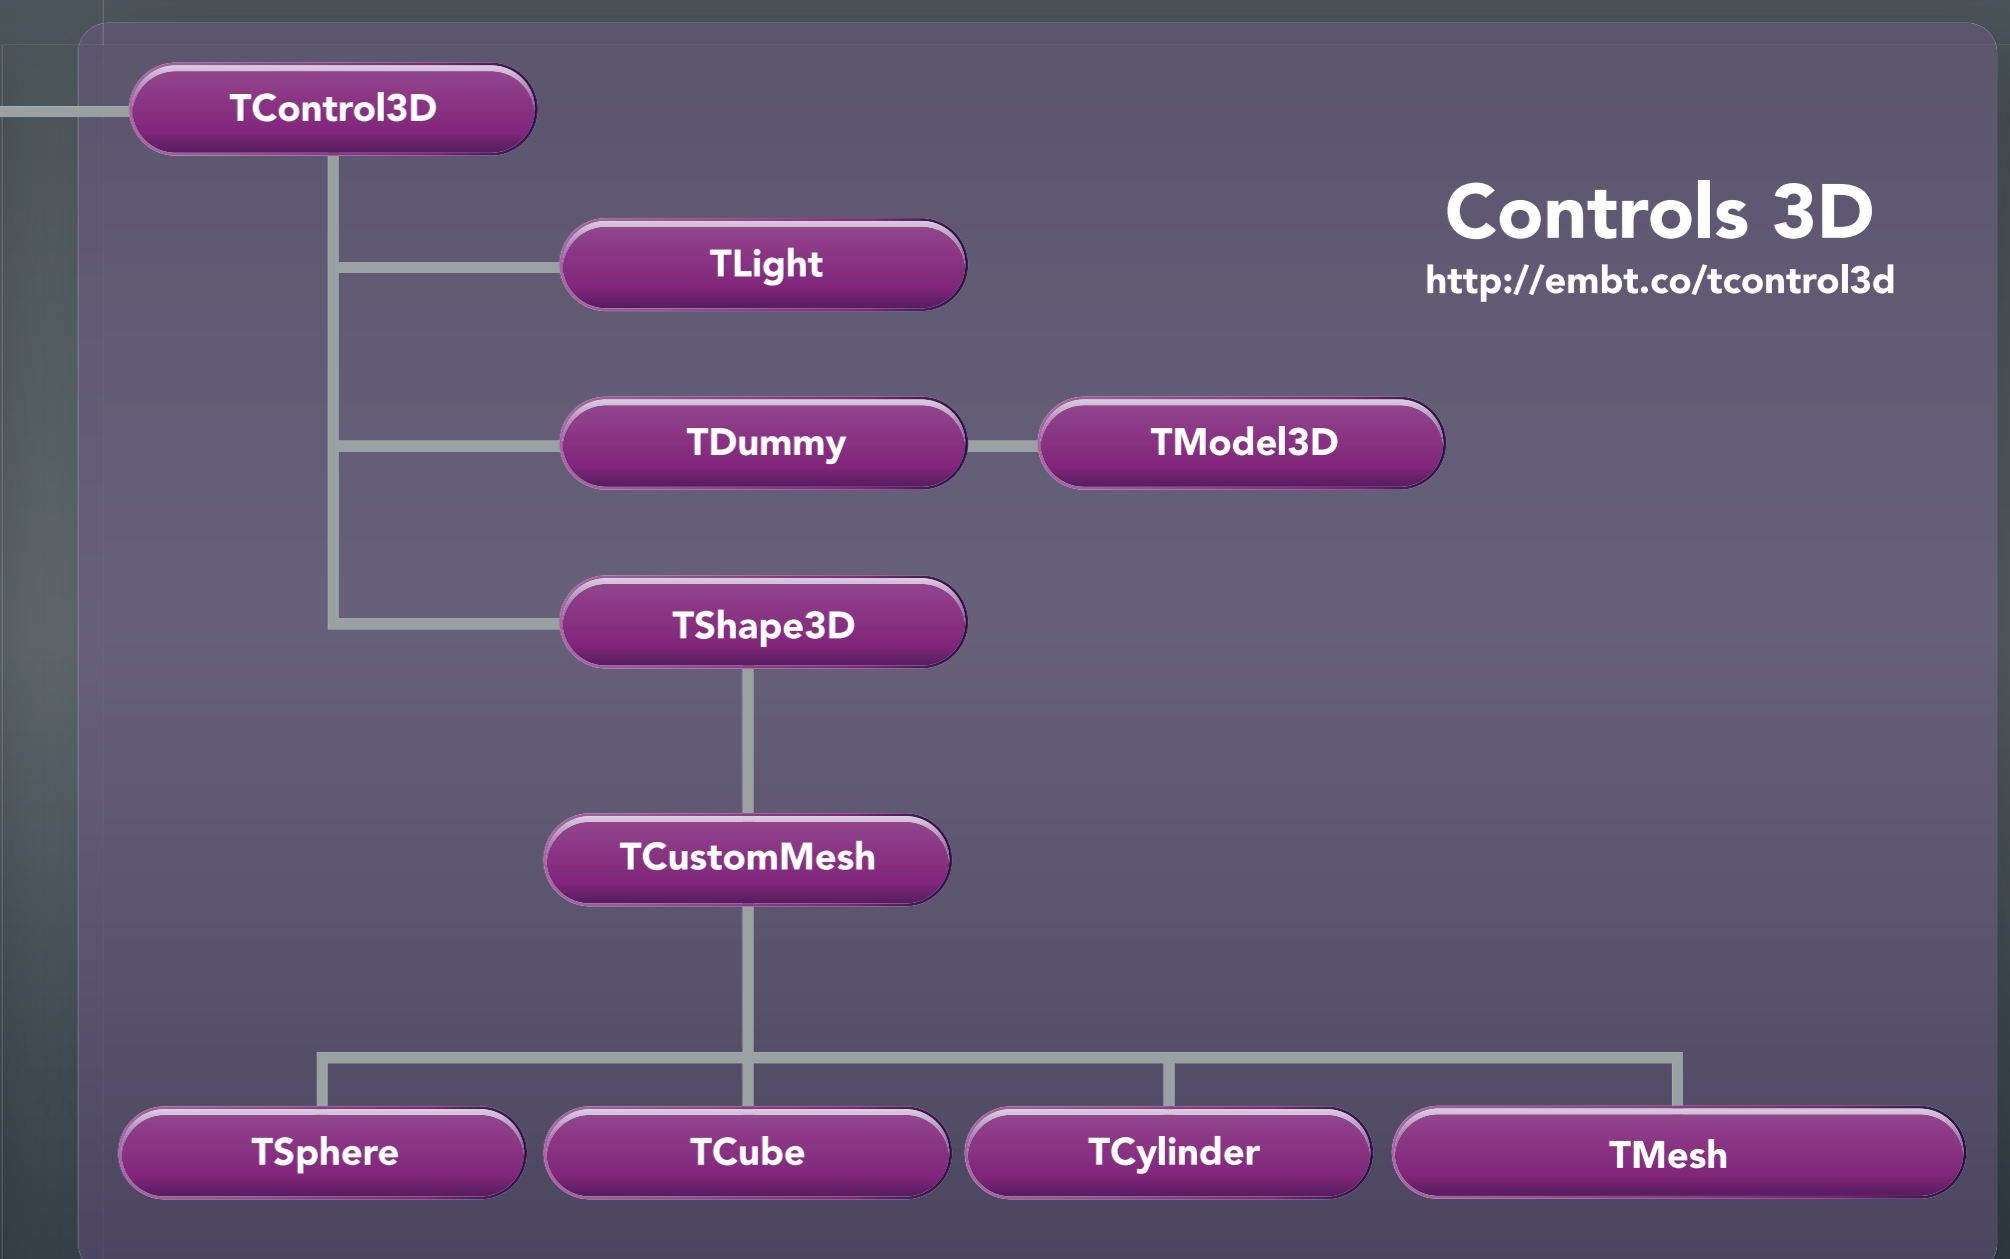 TControl3D
Controls 3D
http://embt.co/tcontrol3d
TLight
TDummy
TModel3D
TShape3D
TCustomMesh
TSphere
TCube
TCylinder
TMesh